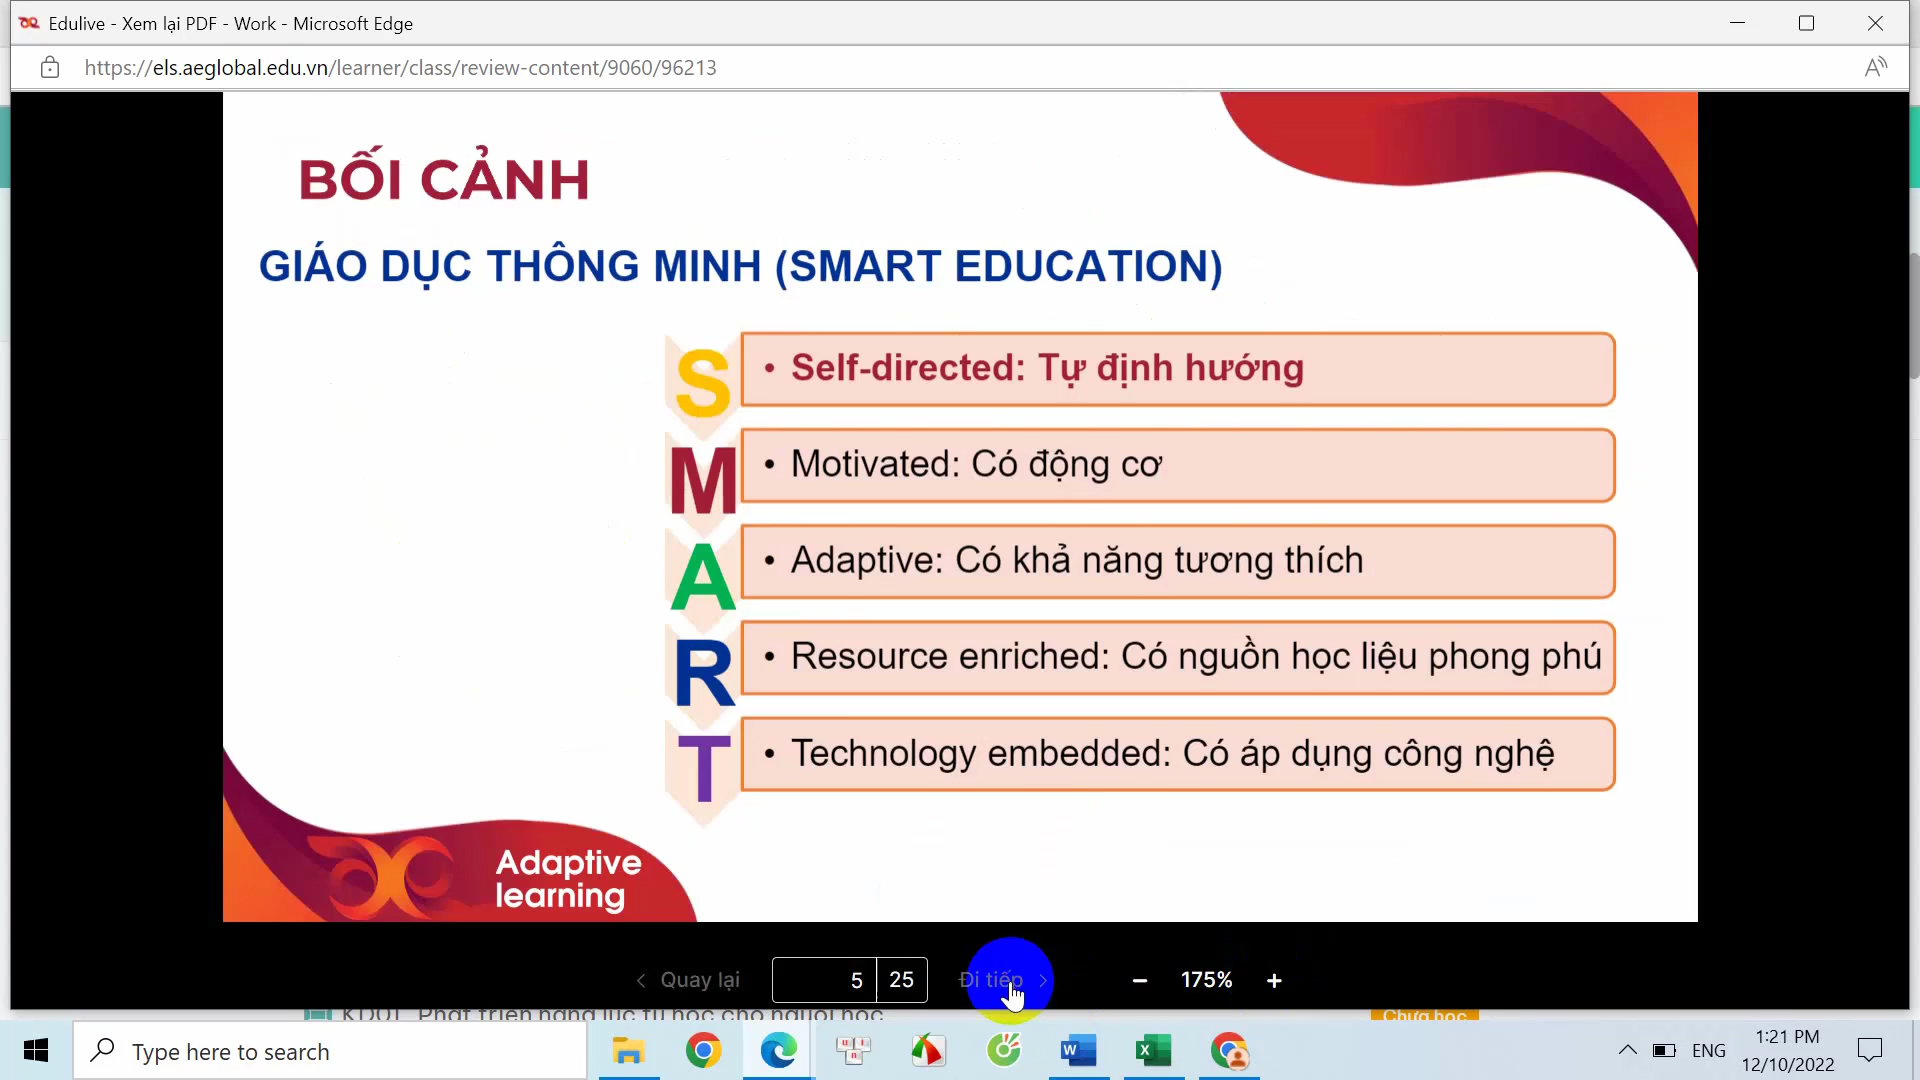 Edulive - Xem lại PDF - Work - Microsoft Edge
https://els.aeglobal.edu.vn/learner/class/review-content/9060/96213
BỐI CẢNH
GIÁO DỤC THÔNG MINH (SMART EDUCATION)
S
• Self-directed: Tự định hướng
M
• Motivated: Có động cơ
A
• Adaptive: Có khả năng tương thích
R
• Resource enriched: Có nguồn học liệu phong phú
T
• Technology embedded: Có áp dụng công nghệ
Adaptive
learning
Quay lại 5 25 Đi tiếp 175%
KD01 Phát triển năng lực tự học cho người học Chưa học
Type here to search
ENG
1:21 PM
12/10/2022